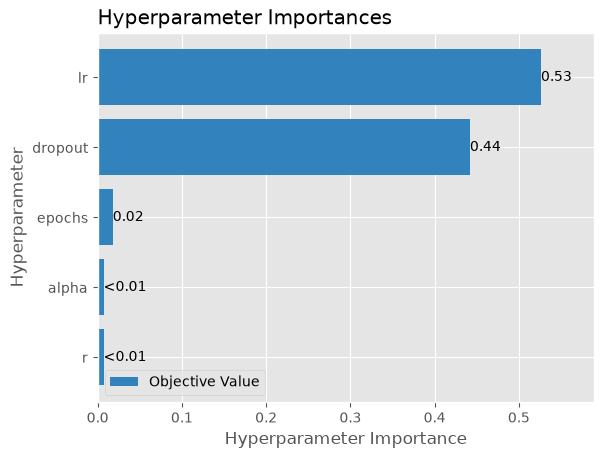 Hyperparameter Importances
Hyperparameter
lr
0.53
dropout
0.44
epochs
0.02
alpha
<0.01
r
<0.01
Objective Value
0.0 0.1 0.2 0.3 0.4 0.5
Hyperparameter Importance